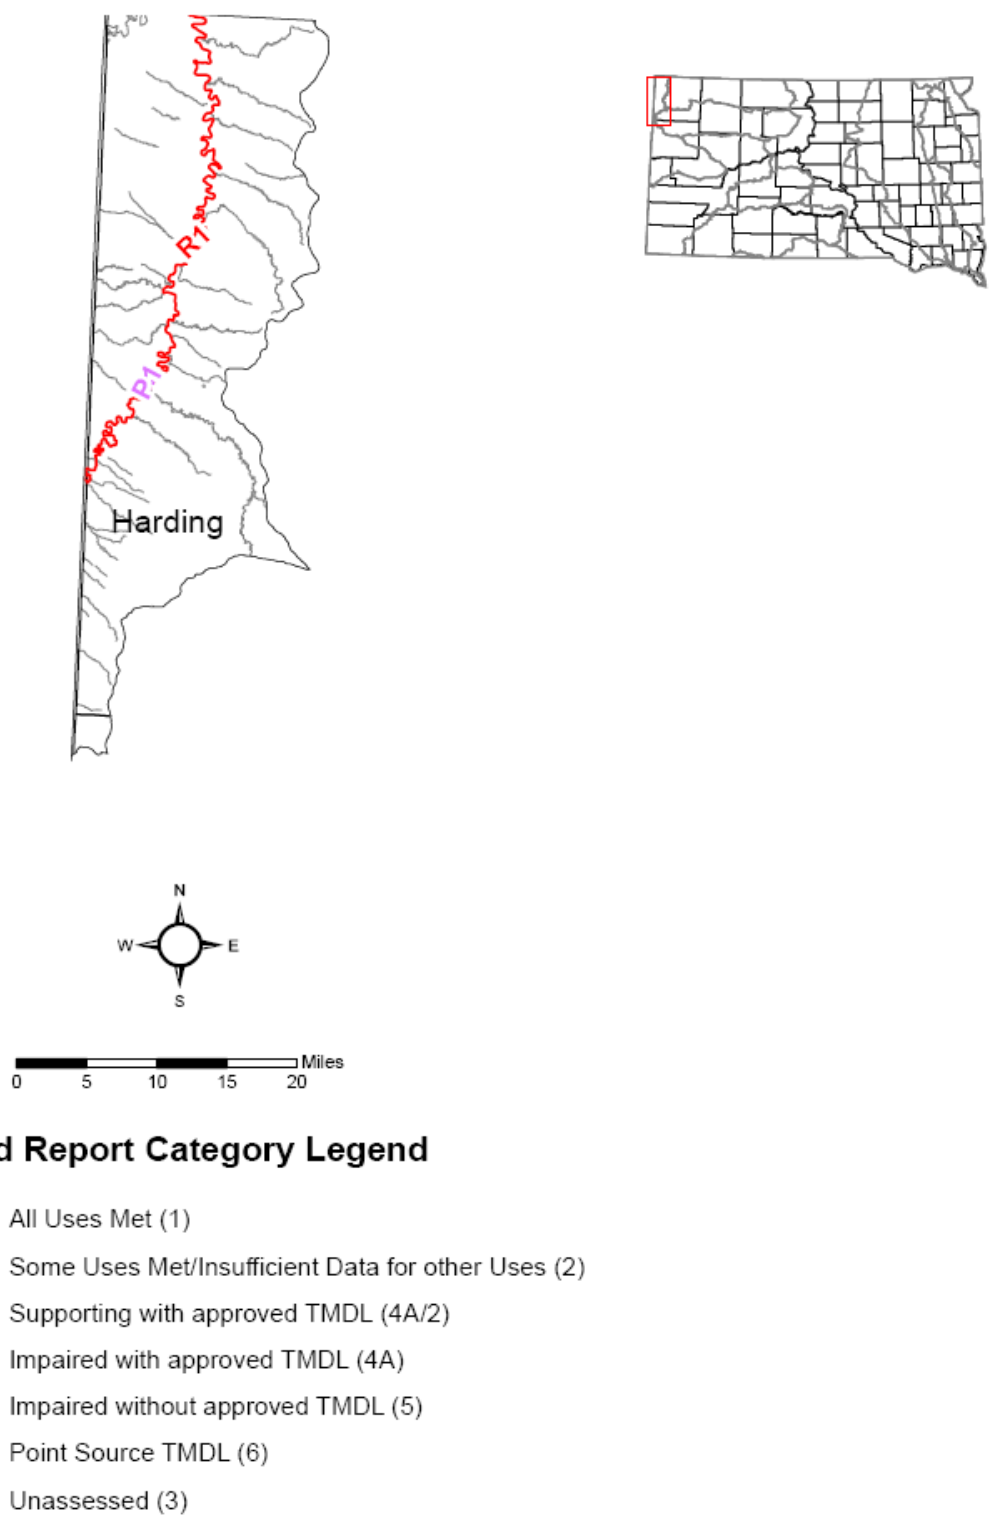 R1
P1
Harding
N
W E
S
Miles
0 5 10 15 20
d Report Category Legend
All Uses Met (1)
Some Uses Met/Insufficient Data for other Uses (2)
Supporting with approved TMDL (4A/2)
Impaired with approved TMDL (4A)
Impaired without approved TMDL (5)
Point Source TMDL (6)
Unassessed (3)